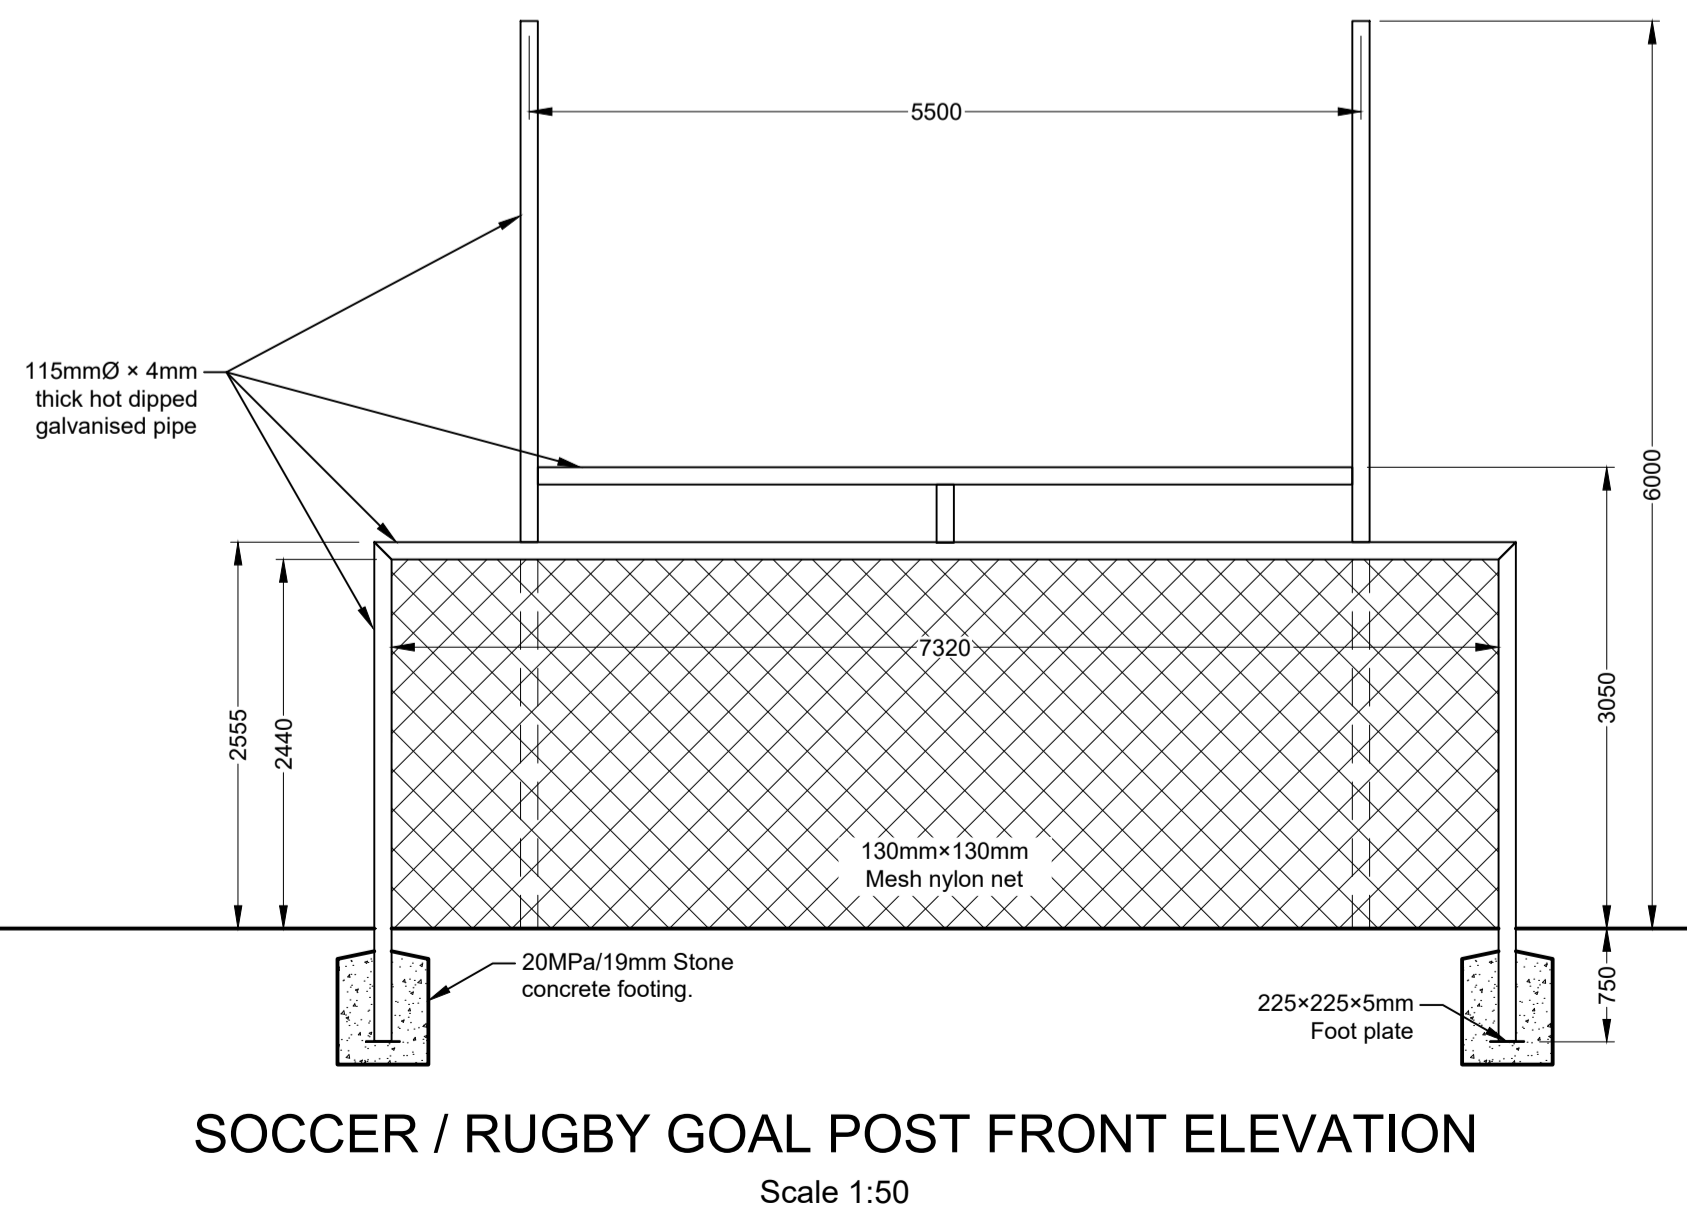 5500
115mmØ × 4mm
thick hot dipped
galvanised pipe
6000
7320
3050
2555
2440
130mm×130mm
Mesh nylon net
20MPa/19mm Stone
concrete footing.
750
225×225×5mm
Foot plate
SOCCER / RUGBY GOAL POST FRONT ELEVATION
Scale 1:50